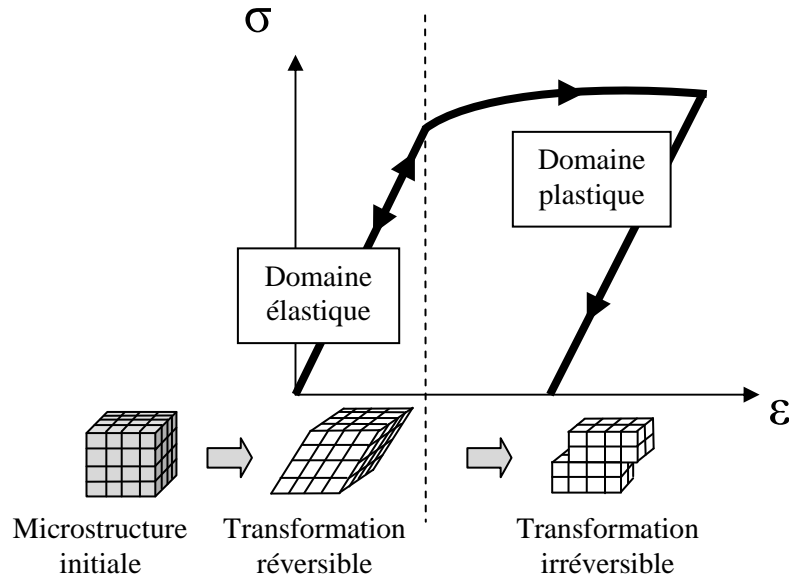 σ
Domaine
plastique
Domaine
élastique
ε
Microstructure
initiale
Transformation
réversible
Transformation
irréversible